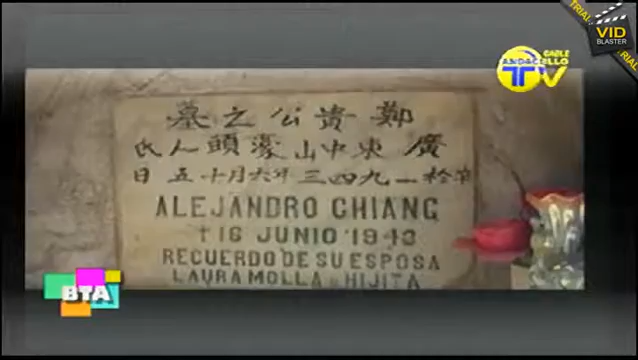 CABLE
ANDACOLLO
TV
TRIAL
VID
BLASTER
TRIAL
鄭貴公之墓
廣東中山濠頭人氏
卒於一九四三年六月十五日
ALEJANDRO CHIANG
†16 JUNIO 1943
RECUERDO DE SU ESPOSA
LAURA MOLLA E HIJITA
BTA